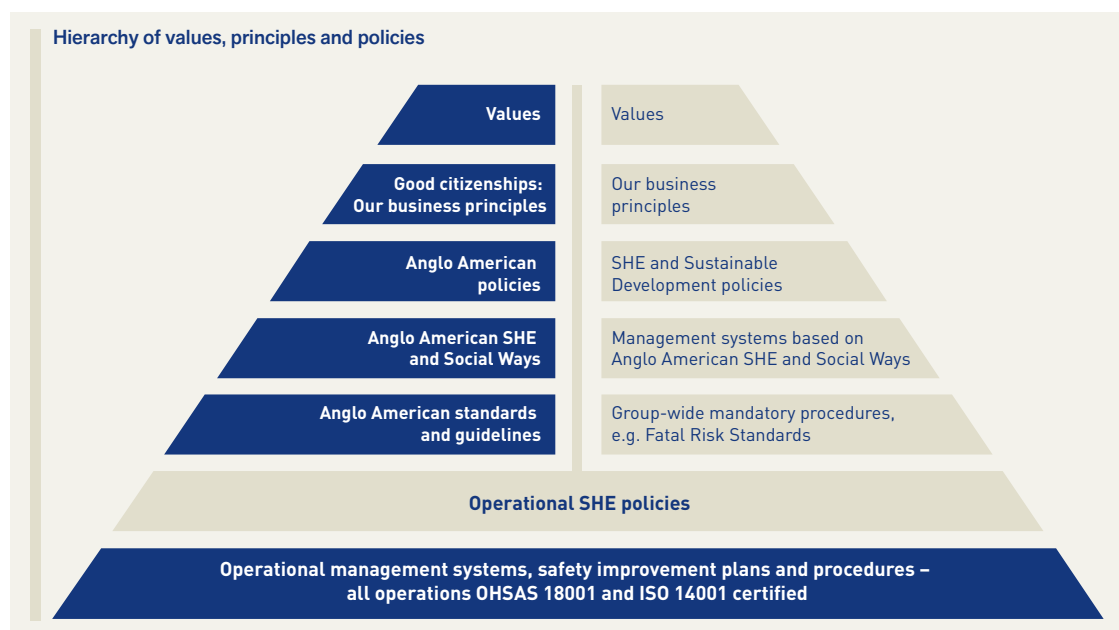 Hierarchy of values, principles and policies
Values
Values
Good citizenships:
Our business principles
Our business
principles
Anglo American
policies
SHE and Sustainable
Development policies
Anglo American SHE
and Social Ways
Management systems based on
Anglo American SHE and Social Ways
Anglo American standards
and guidelines
Group-wide mandatory procedures,
e.g. Fatal Risk Standards
Operational SHE policies
Operational management systems, safety improvement plans and procedures –
all operations OHSAS 18001 and ISO 14001 certified